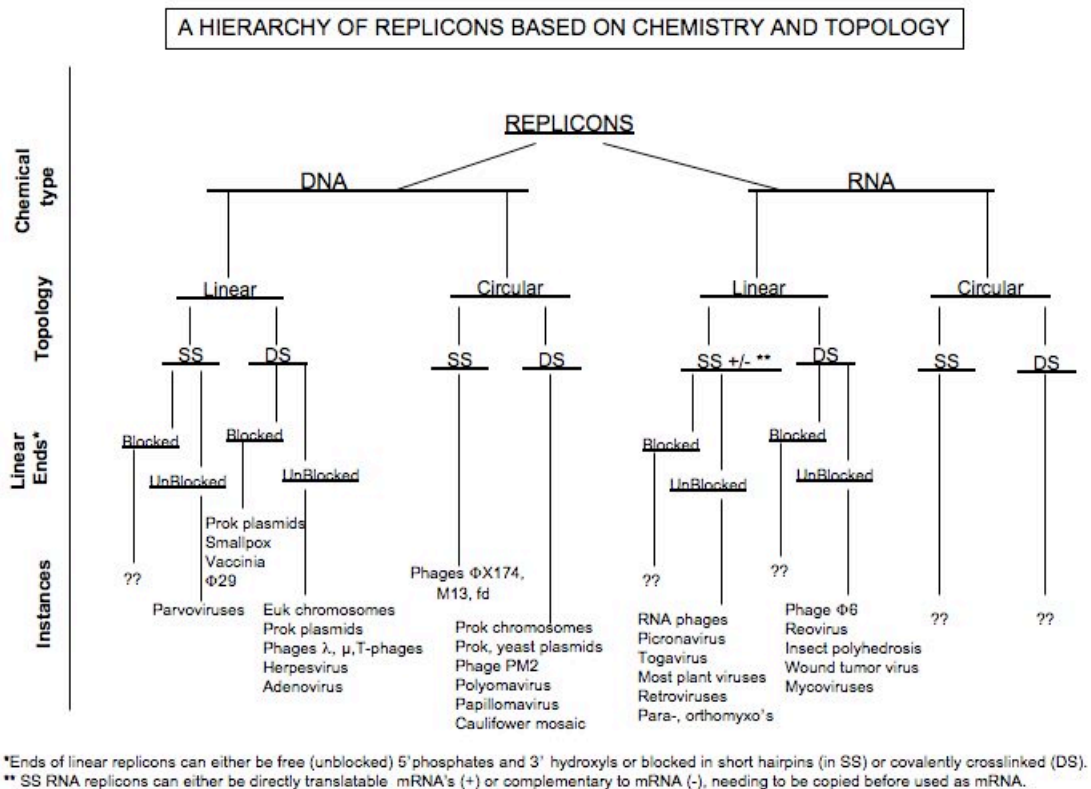 A HIERARCHY OF REPLICONS BASED ON CHEMISTRY AND TOPOLOGY
REPLICONS
Chemical
type
DNA
RNA
Topology
Linear
Circular
Linear
Circular
SS
DS
SS
DS
SS +/- **
DS
SS
DS
Linear
Ends*
Blocked
UnBlocked
Blocked
UnBlocked
Blocked
UnBlocked
Blocked
UnBlocked
Instances
??
Parvoviruses
Prok plasmids
Smallpox
Vaccinia
Φ29
Euk chromosomes
Prok plasmids
Phages λ, μ,T-phages
Herpesvirus
Adenovirus
Phages ΦX174,
M13, fd
Prok chromosomes
Prok, yeast plasmids
Phage PM2
Polyomavirus
Papillomavirus
Caulifower mosaic
??
RNA phages
Picronavirus
Togavirus
Most plant viruses
Retroviruses
Para-, orthomyxo's
??
Phage Φ6
Reovirus
Insect polyhedrosis
Wound tumor virus
Mycoviruses
??
??
*Ends of linear replicons can either be free (unblocked) 5'phosphates and 3' hydroxyls or blocked in short hairpins (in SS) or covalently crosslinked (DS).
** SS RNA replicons can either be directly translatable mRNA's (+) or complementary to mRNA (-), needing to be copied before used as mRNA.